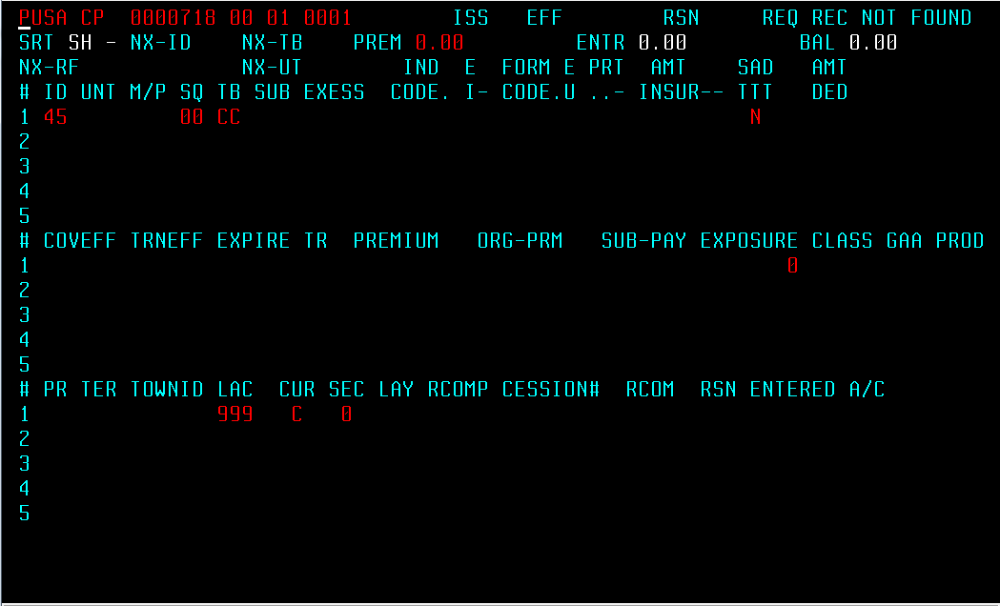 PUSA CP  0000718 00 01 0001        ISS   EFF        RSN     REQ REC NOT FOUND
SRT SH - NX-ID    NX-TB    PREM 0.00         ENTR 0.00         BAL 0.00
NX-RF             NX-UT        IND  E  FORM E PRT  AMT    SAD   AMT
# ID UNT M/P SQ TB SUB EXESS  CODE. I- CODE.U ..- INSUR-- TTT   DED
1 45         00 CC                                         N
2
3
4
5
# COVEFF TRNEFF EXPIRE TR  PREMIUM   ORG-PRM   SUB-PAY EXPOSURE CLASS GAA PROD
1                                                             0
2
3
4
5
# PR TER TOWNID LAC  CUR SEC LAY RCOMP CESSION#  RCOM  RSN ENTERED A/C
1               999   C   0
2
3
4
5